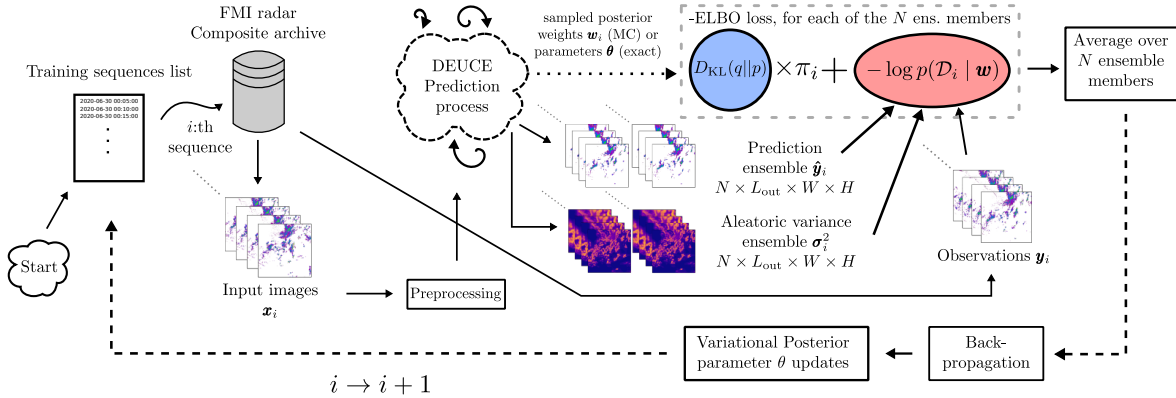 FMI radar
Composite archive
Training sequences list
2020-06-30 00:05:00
2020-06-30 00:10:00
2020-06-30 00:15:00
i:th
sequence
Start
Input images
x_i
Preprocessing
DEUCE
Prediction
process
sampled posterior
weights w_i (MC) or
parameters θ (exact)
-ELBO loss, for each of the N ens. members
D_KL(q||p) × π_i + − log p(D_i | w)
Average over
N ensemble
members
Prediction
ensemble ŷ_i
N × L_out × W × H
Aleatoric variance
ensemble σ_i^2
N × L_out × W × H
Observations y_i
Variational Posterior
parameter θ updates
Back-
propagation
i → i + 1